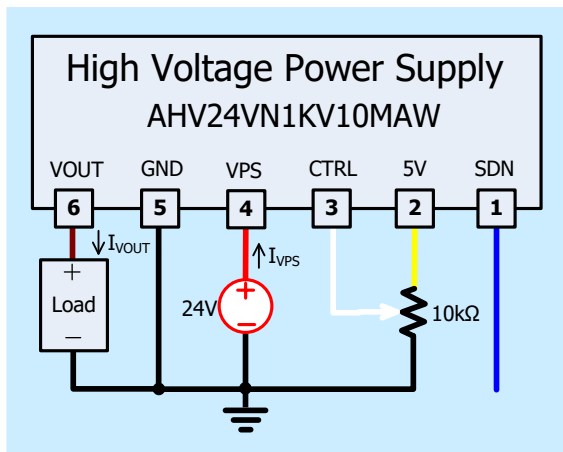 High Voltage Power Supply
AHV24VN1KV10MAW
VOUT GND VPS CTRL 5V SDN
6 5 4 3 2 1
IVOUT IVPS
+ +
Load 24V 10kΩ
− −